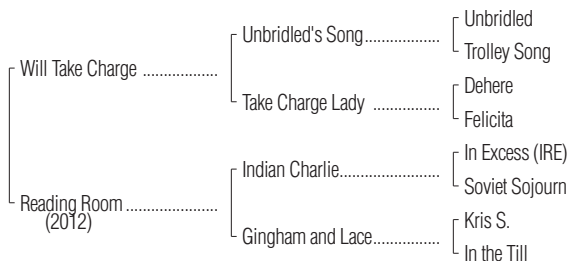 Unbridled
Unbridled's Song..................
Trolley Song
Will Take Charge ..................
Dehere
Take Charge Lady ................
Felicita
In Excess (IRE)
Indian Charlie........................
Soviet Sojourn
Reading Room ......................
(2012)
Kris S.
Gingham and Lace................
In the Till